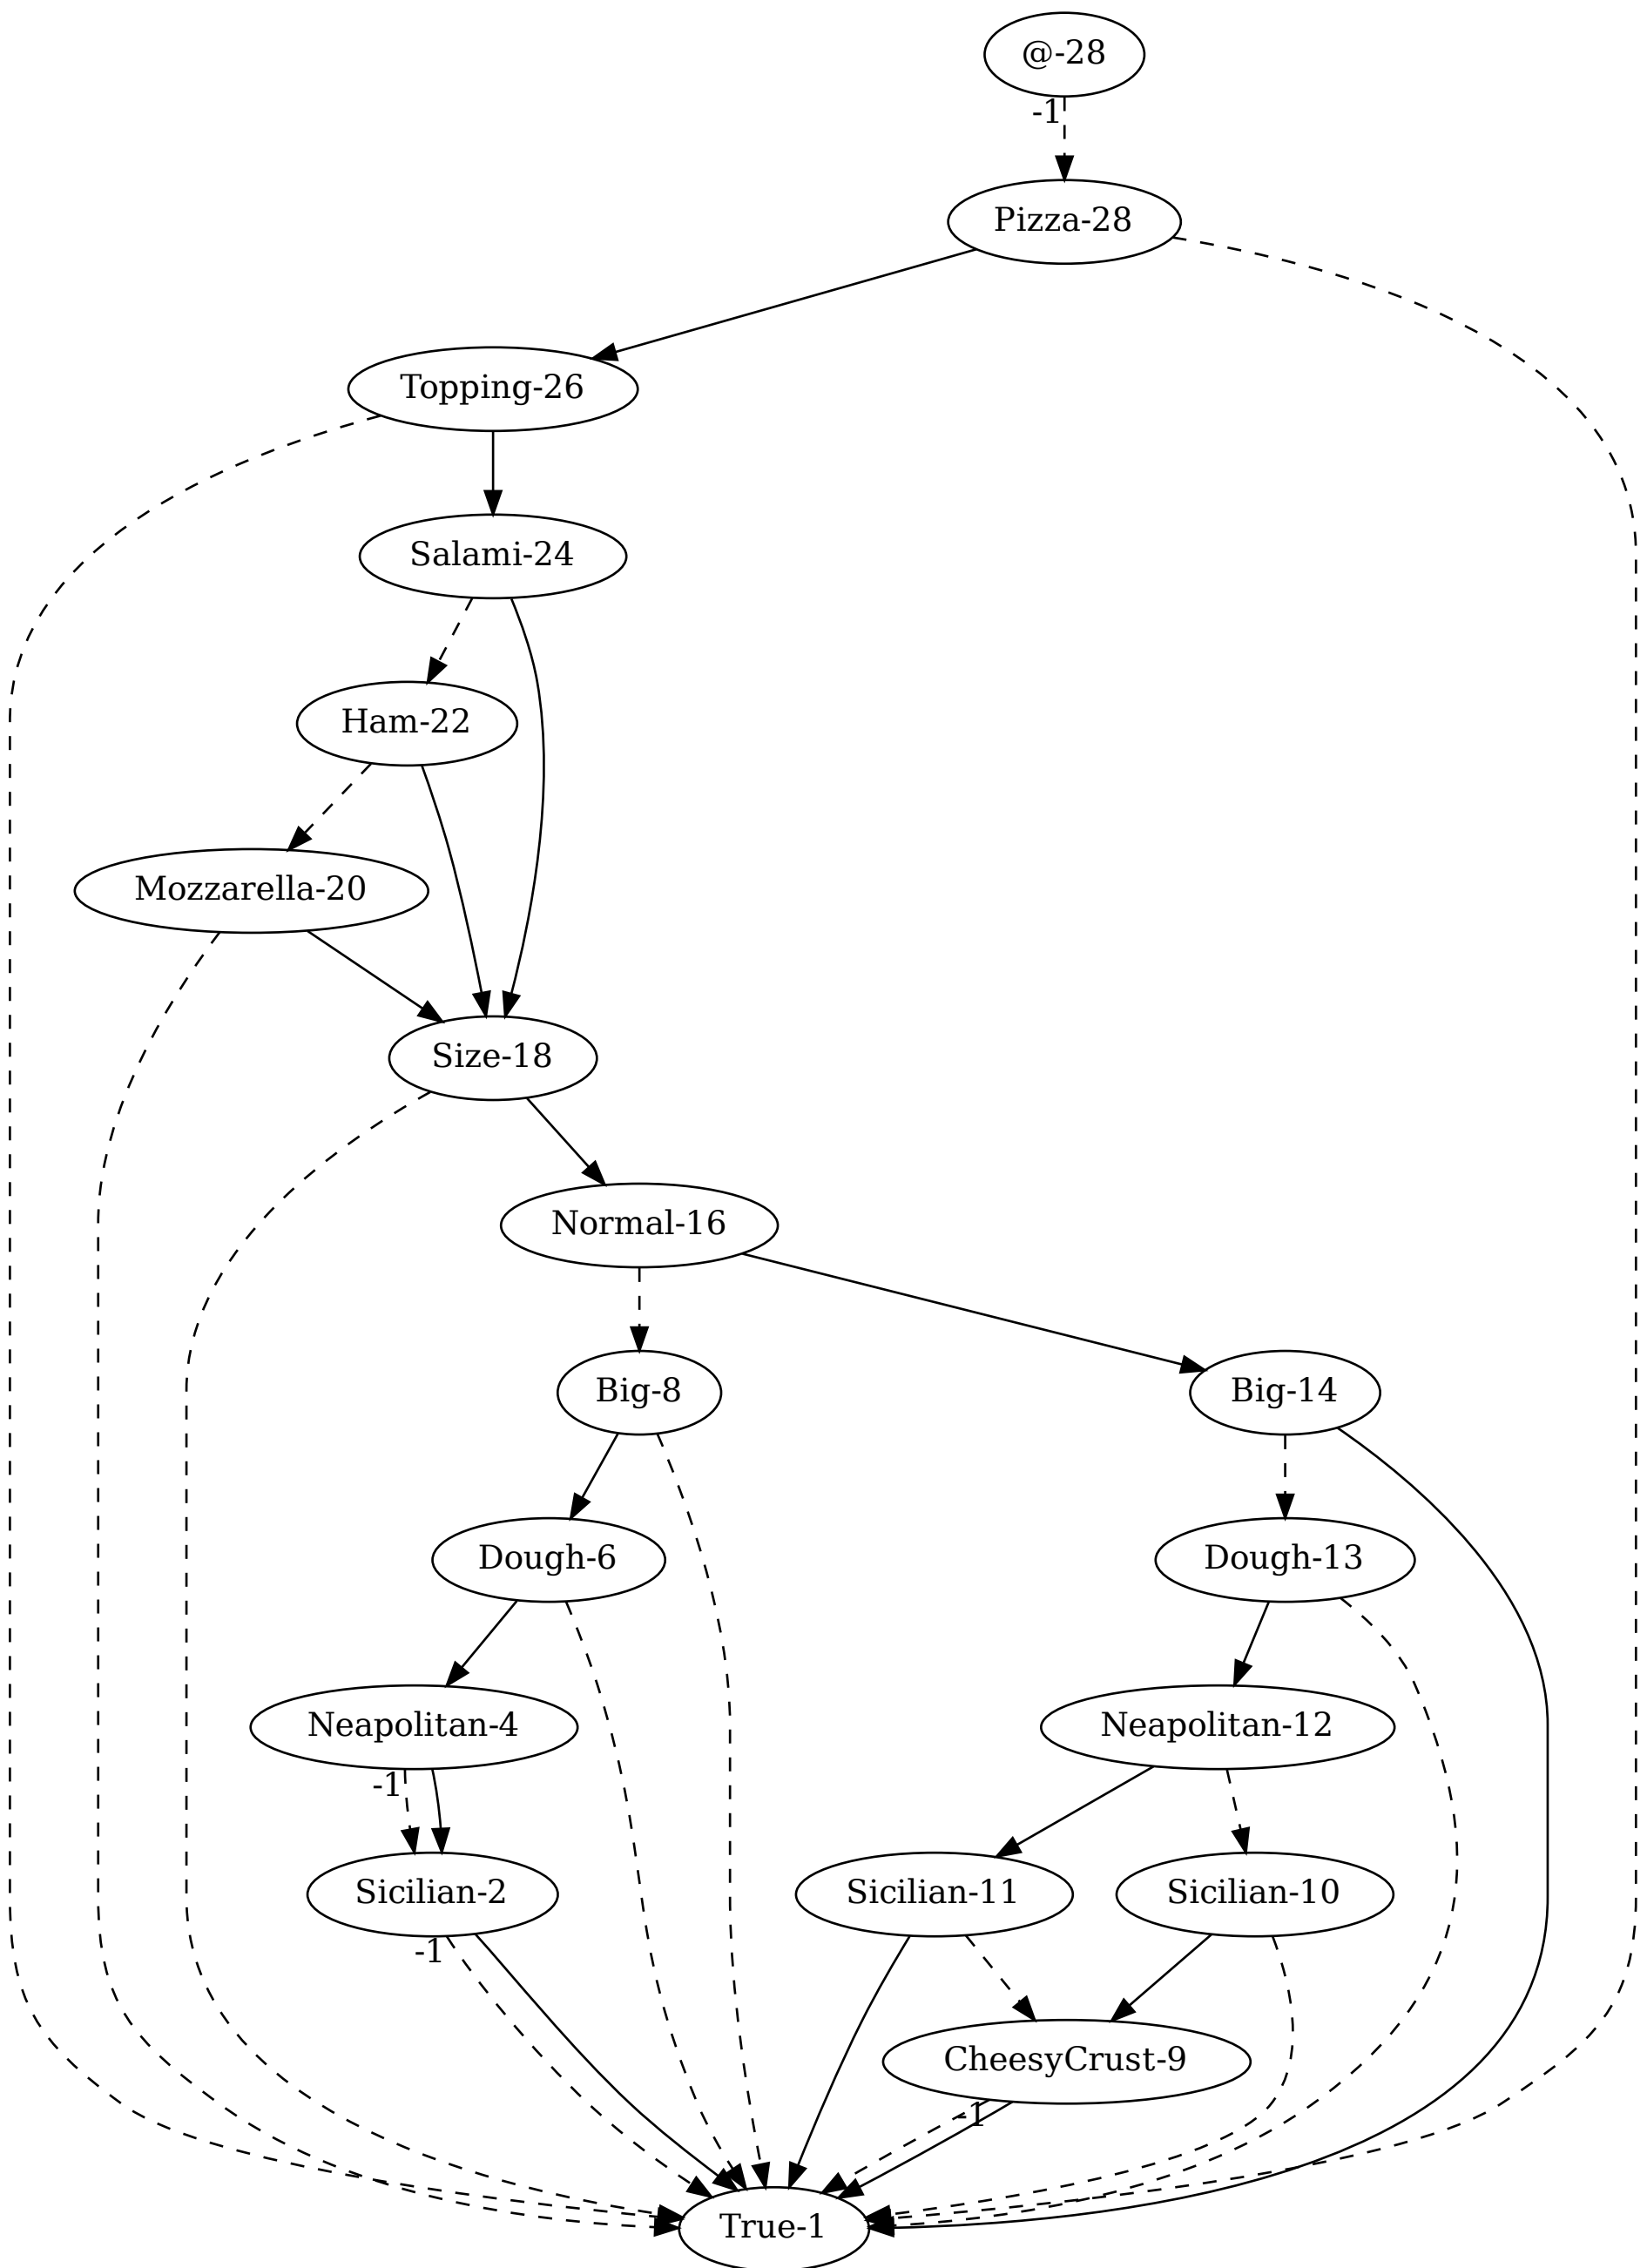 @-28
-1
Pizza-28
Topping-26
Salami-24
Ham-22
Mozzarella-20
Size-18
Normal-16
Big-8
Big-14
Dough-6
Dough-13
Neapolitan-4
Neapolitan-12
-1
Sicilian-2
Sicilian-11
Sicilian-10
-1
CheesyCrust-9
-1
True-1